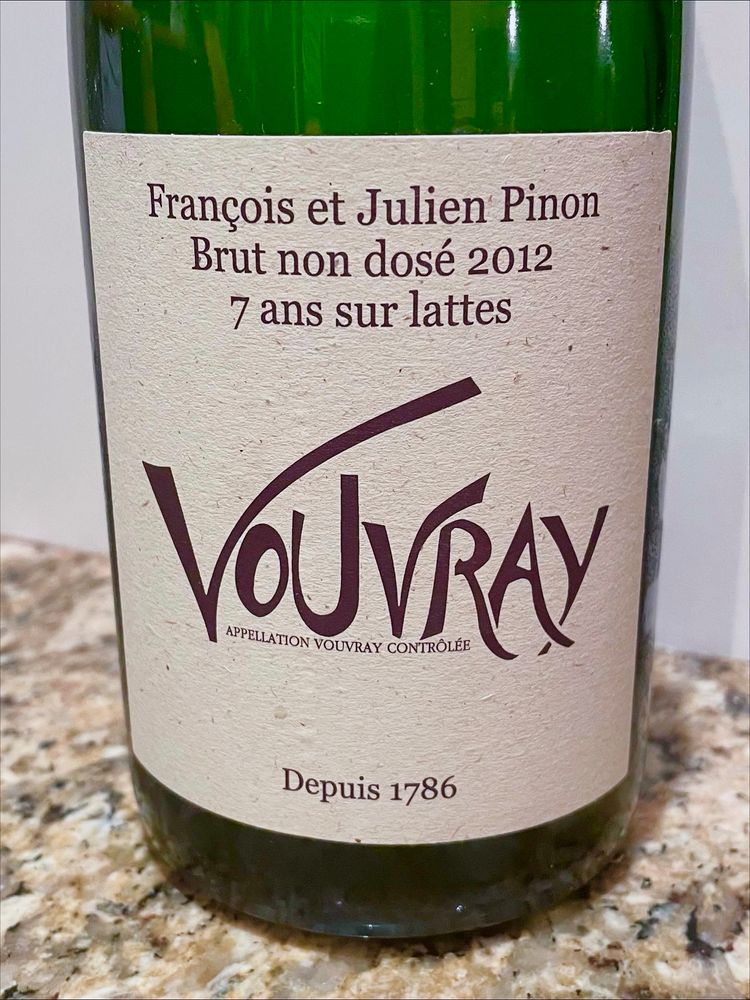 François et Julien Pinon
Brut non dosé 2012
7 ans sur lattes
VOUVRAY
APPELLATION VOUVRAY CONTRÔLÉE
Depuis 1786